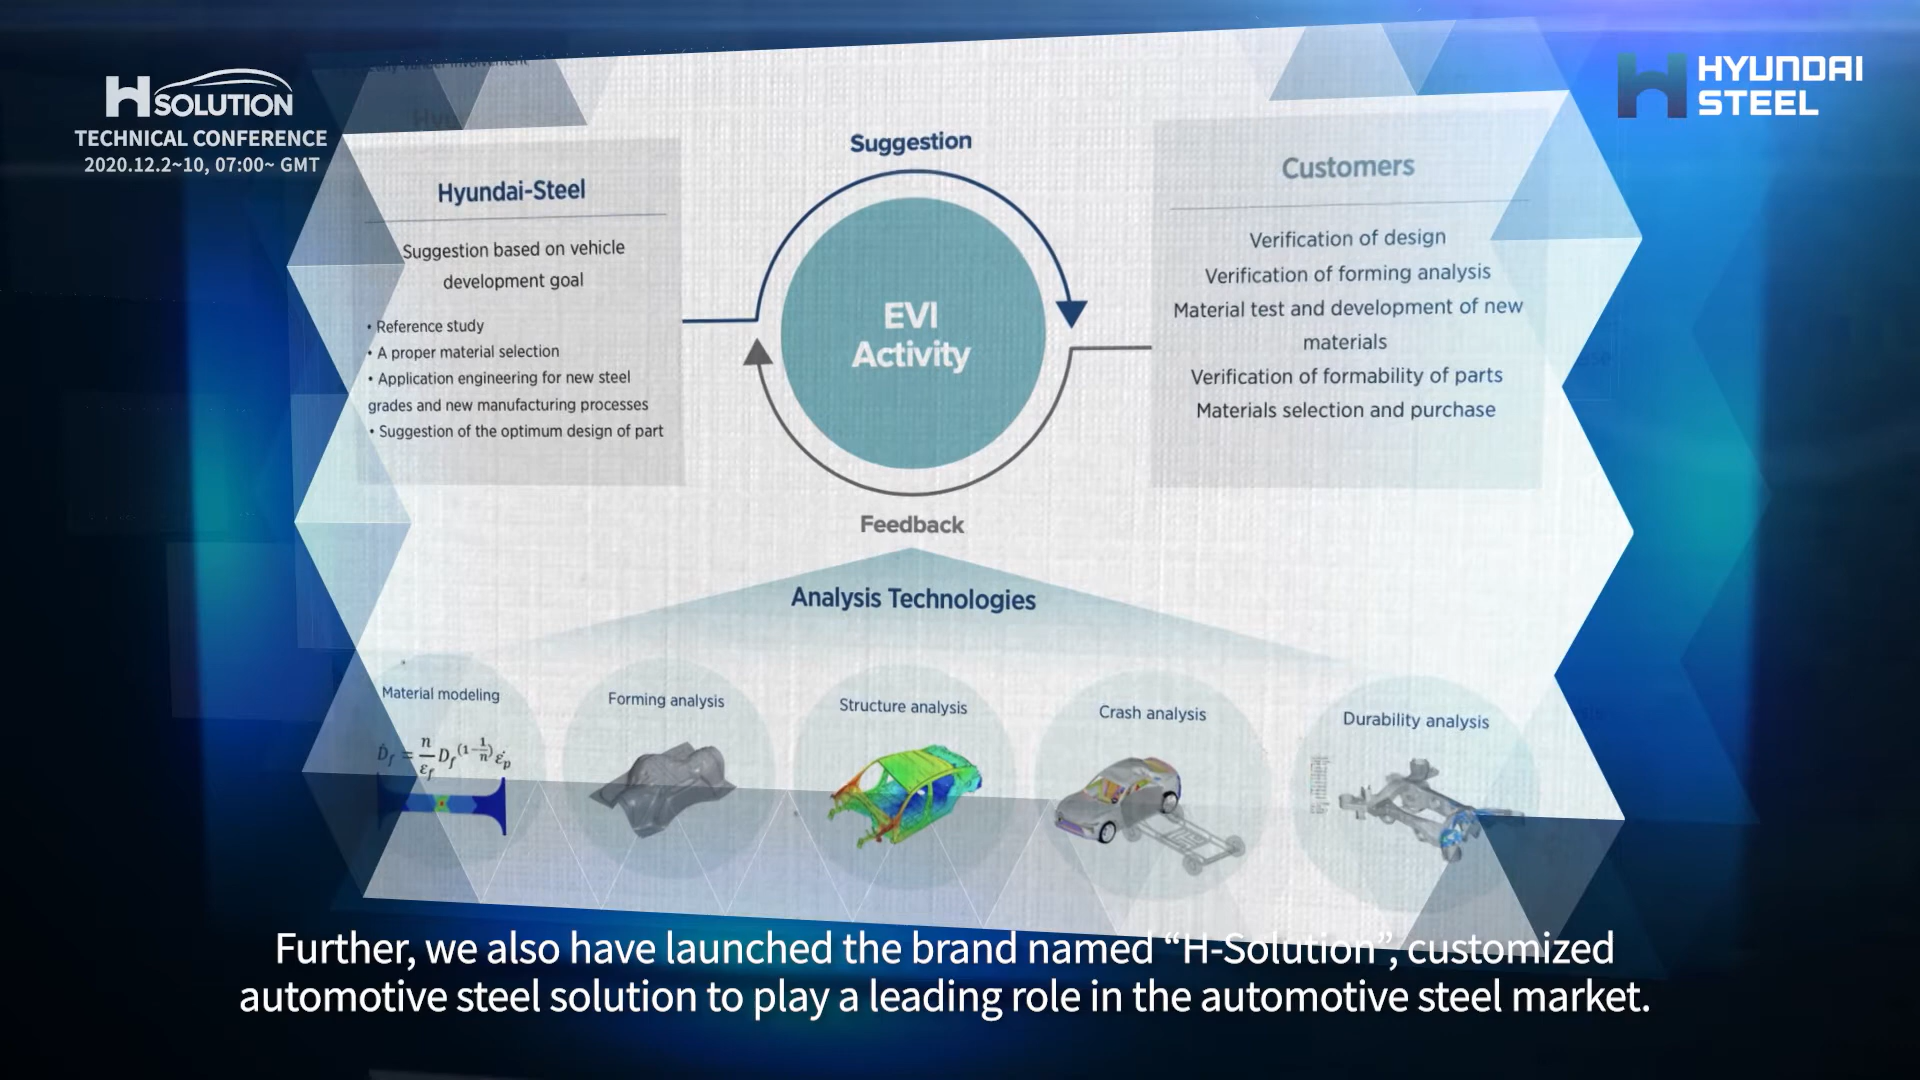 H SOLUTION
TECHNICAL CONFERENCE
2020.12.2~10, 07:00~ GMT
HYUNDAI
STEEL
Hyundai-Steel
Suggestion based on vehicle
development goal
• Reference study
• A proper material selection
• Application engineering for new steel
grades and new manufacturing processes
• Suggestion of the optimum design of part
Suggestion
EVI
Activity
Feedback
Customers
Verification of design
Verification of forming analysis
Material test and development of new
materials
Verification of formability of parts
Materials selection and purchase
Analysis Technologies
Material modeling
Ḋf = n/εf Df^(1-1/n) ε̇p
Forming analysis
Structure analysis
Crash analysis
Durability analysis
Further, we also have launched the brand named “H-Solution”, customized
automotive steel solution to play a leading role in the automotive steel market.